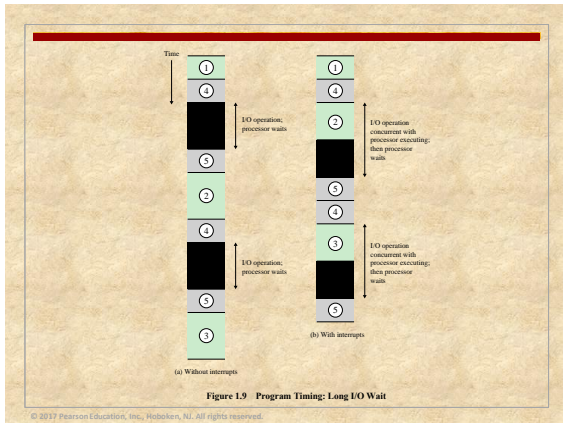 Time
1
4
I/O operation;
processor waits
5
2
4
I/O operation;
processor waits
5
3
(a) Without interrupts
1
4
2
I/O operation
concurrent with
processor executing;
then processor
waits
5
4
3
I/O operation
concurrent with
processor executing;
then processor
waits
5
(b) With interrupts
Figure 1.9 Program Timing: Long I/O Wait
© 2017 Pearson Education, Inc., Hoboken, NJ. All rights reserved.